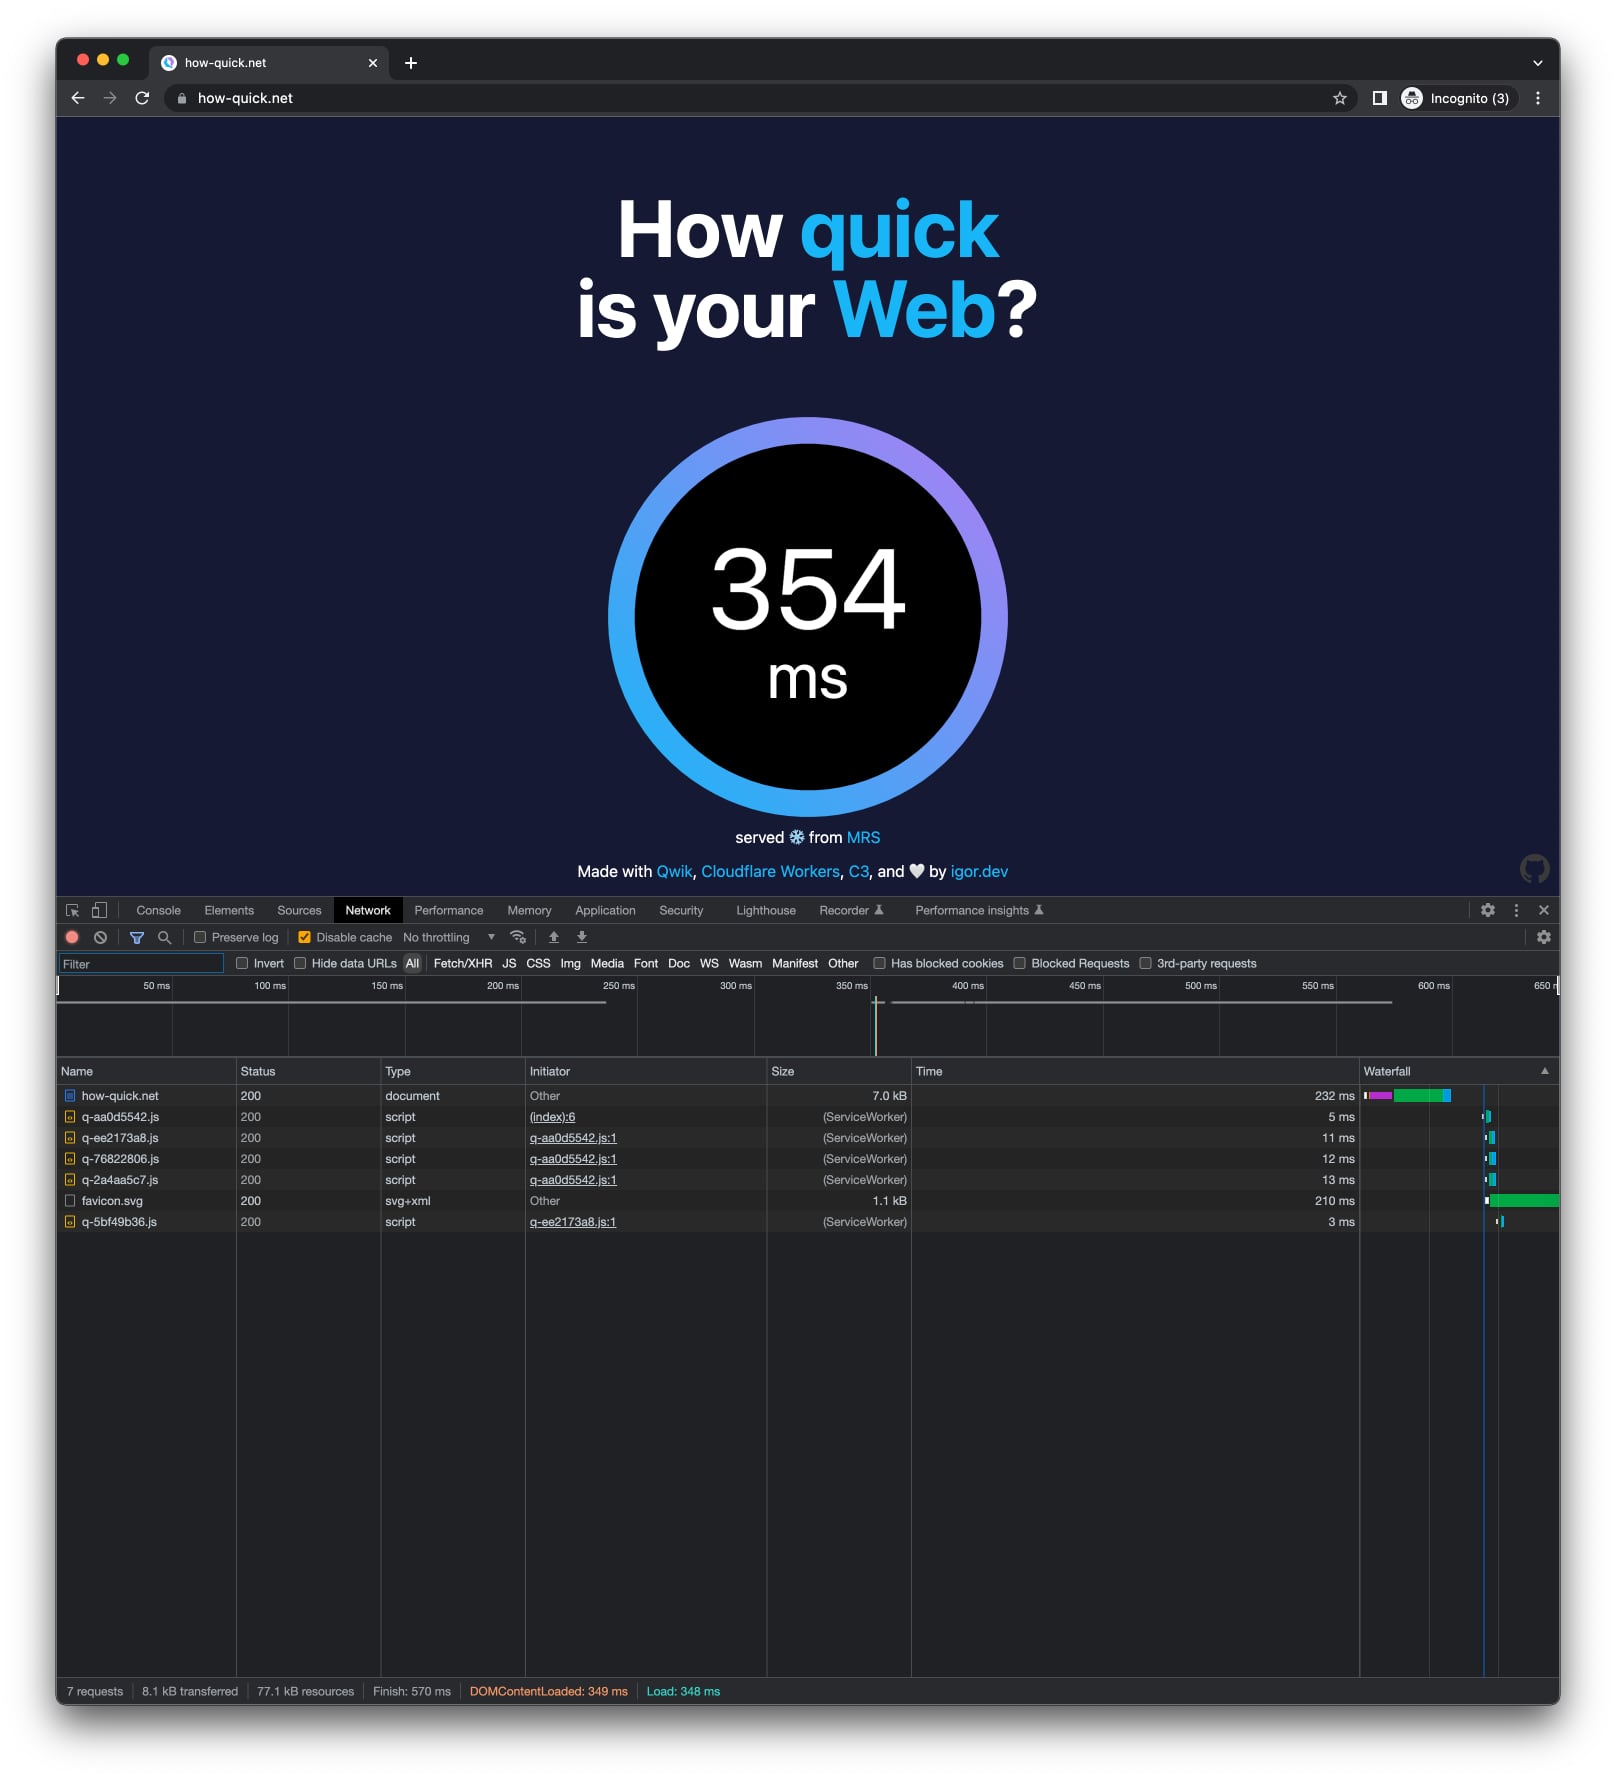 how-quick.net
how-quick.net
Incognito (3)
How quick
is your Web?
354
ms
served ❄ from MRS
Made with Qwik, Cloudflare Workers, C3, and 🤍 by igor.dev
Console Elements Sources Network Performance Memory Application Security Lighthouse Recorder Performance insights
Preserve log Disable cache No throttling
Filter Invert Hide data URLs All Fetch/XHR JS CSS Img Media Font Doc WS Wasm Manifest Other Has blocked cookies Blocked Requests 3rd-party requests
50 ms 100 ms 150 ms 200 ms 250 ms 300 ms 350 ms 400 ms 450 ms 500 ms 550 ms 600 ms 650
Name Status Type Initiator Size Time Waterfall
how-quick.net 200 document Other 7.0 kB 232 ms
q-aa0d5542.js 200 script (index):6 (ServiceWorker) 5 ms
q-ee2173a8.js 200 script q-aa0d5542.js:1 (ServiceWorker) 11 ms
q-76822806.js 200 script q-aa0d5542.js:1 (ServiceWorker) 12 ms
q-2a4aa5c7.js 200 script q-aa0d5542.js:1 (ServiceWorker) 13 ms
favicon.svg 200 svg+xml Other 1.1 kB 210 ms
q-5bf49b36.js 200 script q-ee2173a8.js:1 (ServiceWorker) 3 ms
7 requests 8.1 kB transferred 77.1 kB resources Finish: 570 ms DOMContentLoaded: 349 ms Load: 348 ms